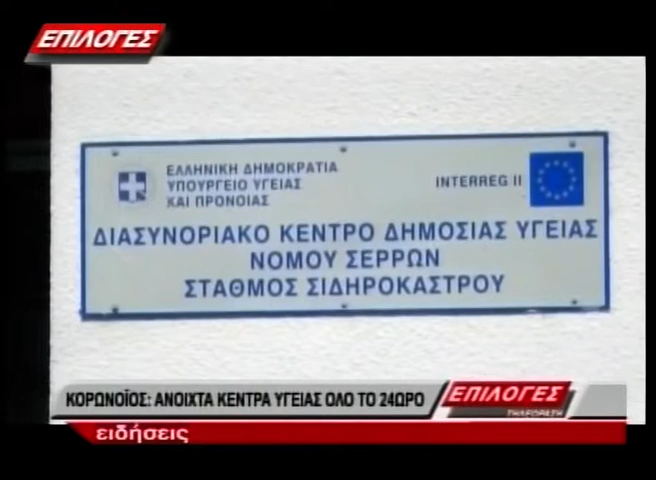 ΕΠΙΛΟΓΕΣ
ΕΛΛΗΝΙΚΗ ΔΗΜΟΚΡΑΤΙΑ
ΥΠΟΥΡΓΕΙΟ ΥΓΕΙΑΣ
ΚΑΙ ΠΡΟΝΟΙΑΣ
INTERREG II
ΔΙΑΣΥΝΟΡΙΑΚΟ ΚΕΝΤΡΟ ΔΗΜΟΣΙΑΣ ΥΓΕΙΑΣ
ΝΟΜΟΥ ΣΕΡΡΩΝ
ΣΤΑΘΜΟΣ ΣΙΔΗΡΟΚΑΣΤΡΟΥ
ΚΟΡΩΝΟΪΟΣ: ΑΝΟΙΧΤΑ ΚΕΝΤΡΑ ΥΓΕΙΑΣ ΟΛΟ ΤΟ 24ΩΡΟ
ΕΠΙΛΟΓΕΣ
ΤΗΛΕΟΡΑΣΗ
ειδήσεις